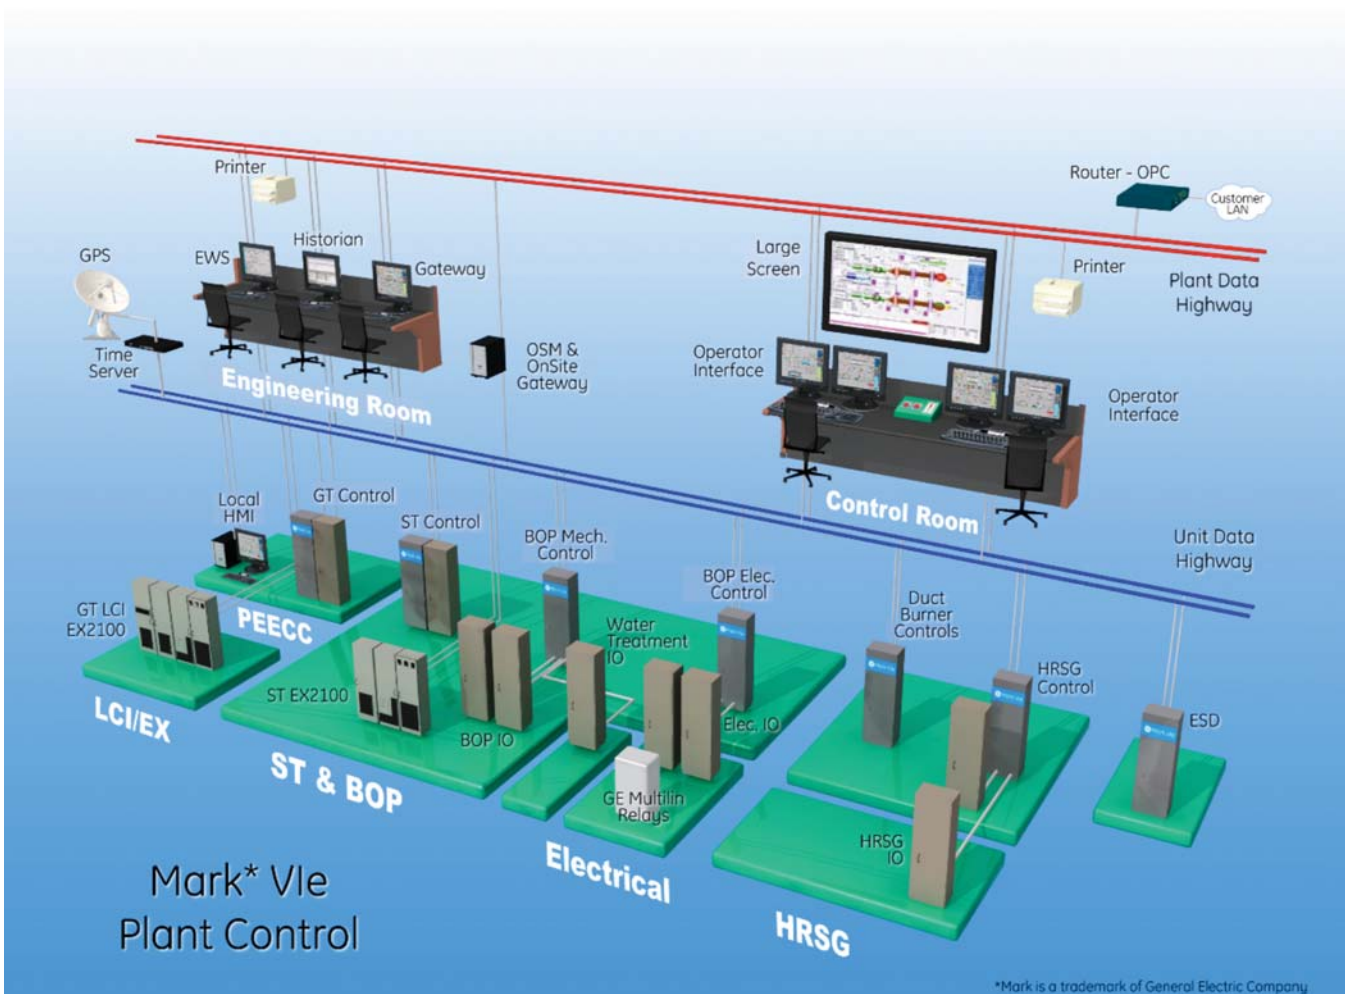 Printer
Router - OPC
Customer
LAN
Historian
EWS
Gateway
GPS
Large
Screen
Printer
Plant Data
Highway
Time
Server
OSM &
OnSite
Gateway
Operator
Interface
Operator
Interface
Engineering Room
Control Room
Local
HMI
GT Control
ST Control
BOP Mech.
Control
BOP Elec.
Control
Unit Data
Highway
Duct
Burner
Controls
GT LCI
EX2100
PEECC
Water
Treatment
IO
HRSG
Control
ST EX2100
BOP IO
Elec. IO
ESD
LCI/EX
ST & BOP
GE Multilin
Relays
Electrical
HRSG
IO
HRSG
Mark* VIe
Plant Control
*Mark is a trademark of General Electric Company